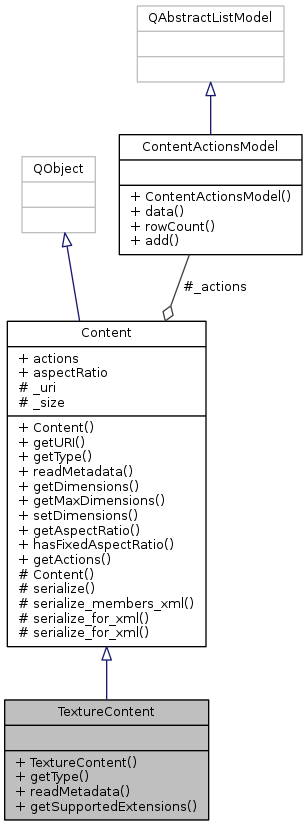 QAbstractListModel
ContentActionsModel
+ ContentActionsModel()
+ data()
+ rowCount()
+ add()
QObject
#_actions
Content
+ actions
+ aspectRatio
# _uri
# _size
+ Content()
+ getURI()
+ getType()
+ readMetadata()
+ getDimensions()
+ getMaxDimensions()
+ setDimensions()
+ getAspectRatio()
+ hasFixedAspectRatio()
+ getActions()
# Content()
# serialize()
# serialize_members_xml()
# serialize_for_xml()
# serialize_for_xml()
TextureContent
+ TextureContent()
+ getType()
+ readMetadata()
+ getSupportedExtensions()